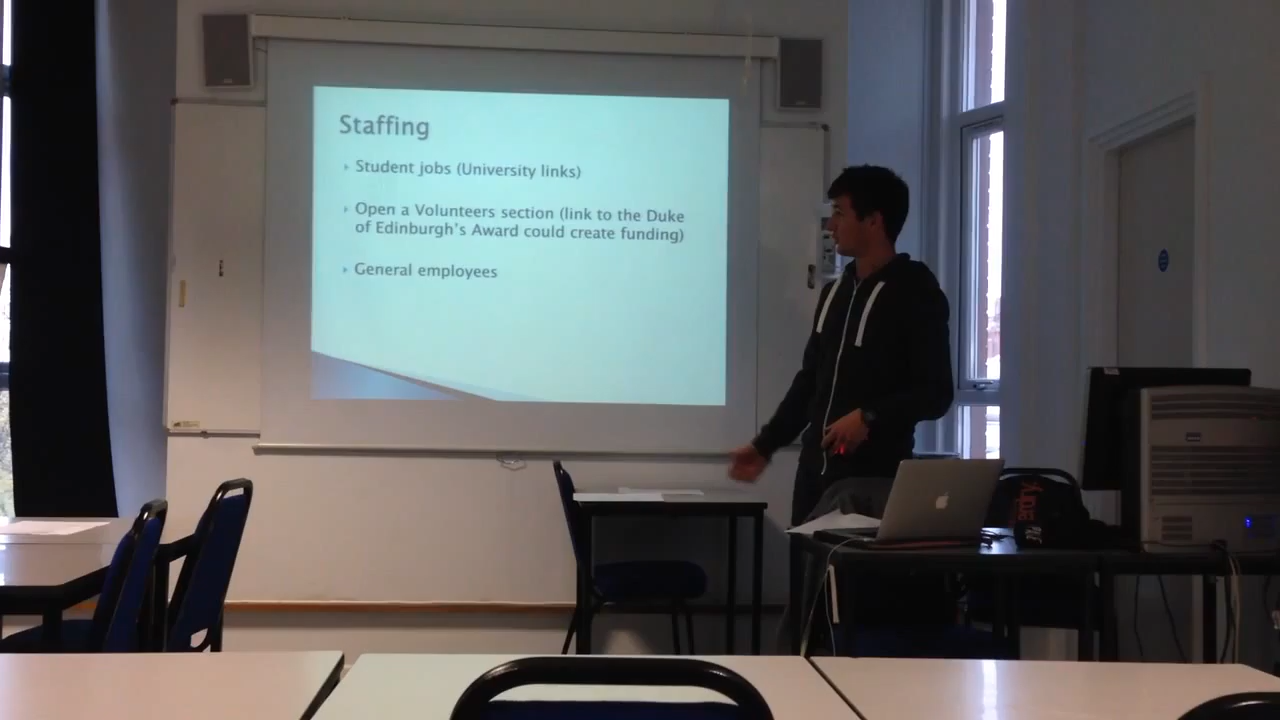 Staffing
Student jobs (University links)
Open a Volunteers section (link to the Duke
of Edinburgh's Award could create funding)
General employees